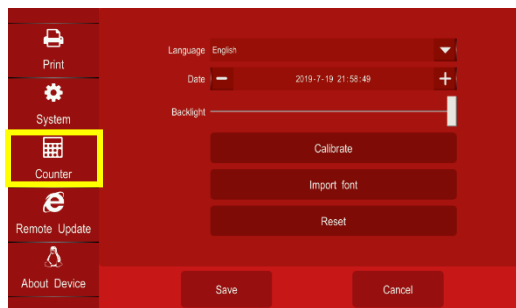 Print
System
Counter
Remote Update
About Device
Language English
Date 2019-7-19 21:58:49
Backlight
Calibrate
Import font
Reset
Save Cancel